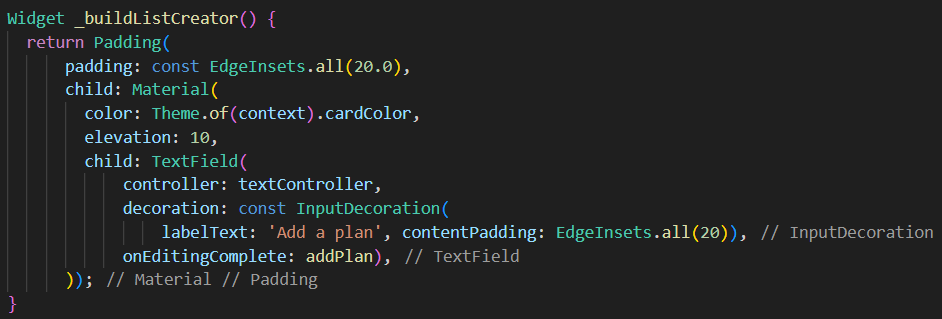 Widget _buildListCreator() {
return Padding(
padding: const EdgeInsets.all(20.0),
child: Material(
color: Theme.of(context).cardColor,
elevation: 10,
child: TextField(
controller: textController,
decoration: const InputDecoration(
labelText: 'Add a plan', contentPadding: EdgeInsets.all(20)), // InputDecoration
onEditingComplete: addPlan), // TextField
)); // Material // Padding
}